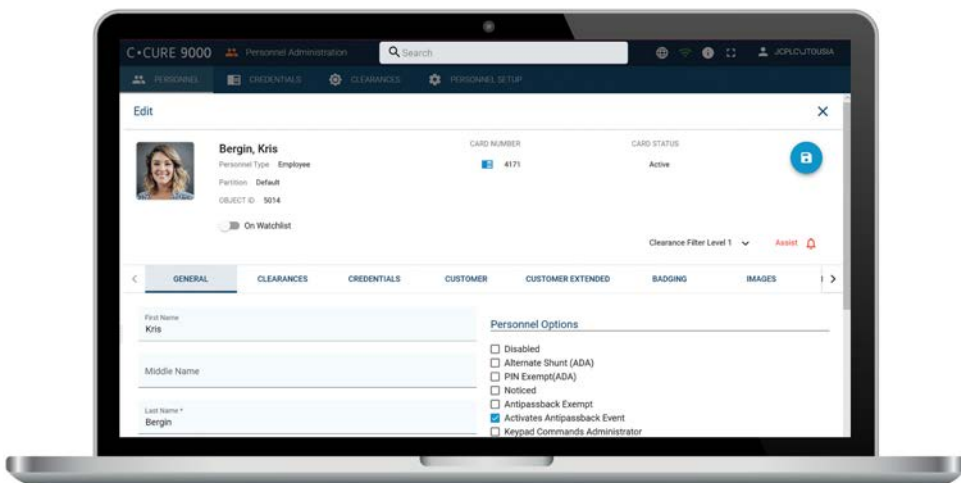 C•CURE 9000 Personnel Administration Search JCPLC\JTOUSIA
PERSONNEL CREDENTIALS CLEARANCES PERSONNEL SETUP
Edit
Bergin, Kris
Personnel Type Employee
Partition Default
OBJECT ID 5014
On Watchlist
CARD NUMBER
4171
CARD STATUS
Active
Clearance Filter Level 1 Assist
GENERAL CLEARANCES CREDENTIALS CUSTOMER CUSTOMER EXTENDED BADGING IMAGES
First Name
Kris
Middle Name
Last Name *
Bergin
Personnel Options
Disabled
Alternate Shunt (ADA)
PIN Exempt(ADA)
Noticed
Antipassback Exempt
Activates Antipassback Event
Keypad Commands Administrator